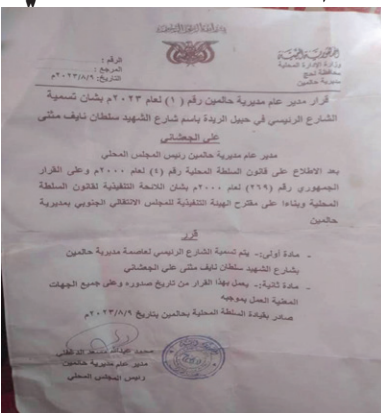 الجمهورية اليمنية
وزارة الإدارة المحلية
محافظة لحج
مديرية حالمين
الرقم :
المرجع :
التاريخ: ٢٠٢٣/٨/٩م
قرار مدير عام مديرية حالمين رقم (١) لعام ٢٠٢٣م بشان تسمية
الشارع الرئيسي في حبيل الريدة باسم شارع الشهيد سلطان نايف مثنى
علي الجعشاني
مدير عام مديرية حالمين رئيس المجلس المحلي
بعد الاطلاع على قانون السلطة المحلية رقم (٤) لعام ٢٠٠٠م وعلى القرار
الجمهوري رقم (٢٦٩) لعام ٢٠٠٠م بشان اللائحة التنفيذية لقانون السلطة
المحلية وبناءا على مقترح الهيئة التنفيذية للمجلس الانتقالي الجنوبي بمديرية
حالمين
قرر
- مادة أولى:- يتم تسمية الشارع الرئيسي لعاصمة مديرية حالمين
بشارع الشهيد سلطان نايف مثنى علي الجعشاني
- مادة ثانية:- يعمل بهذا القرار من تاريخ صدوره وعلى جميع الجهات
المعنية العمل بموجبه
صادر بقيادة السلطة المحلية بحالمين بتاريخ ٢٠٢٣/٨/٩م
مدير عام مديرية حالمين
رئيس المجلس المحلي